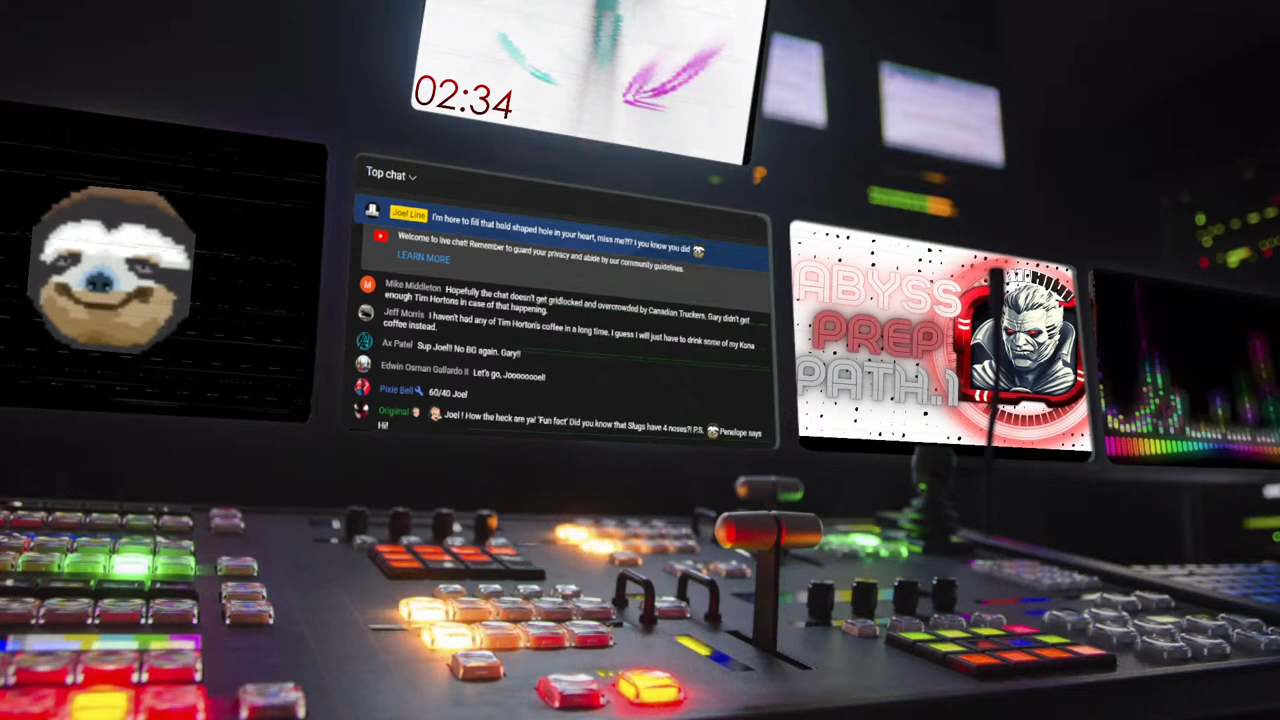 02:34
Top chat
Joel Line I'm here to fill that bald shaped hole in your heart, miss me?!? I you know you did
Welcome to live chat! Remember to guard your privacy and abide by our community guidelines.
LEARN MORE
M Mike Middleton Hopefully the chat doesn't get gridlocked and overcrowded by Canadian Truckers. Gary didn't get
enough Tim Hortons in case of that happening.
Jeff Morris I haven't had any of Tim Horton's coffee in a long time, I guess I will just have to drink some of my Kona
coffee instead.
Ax Patel Sup Joel!! No BG again. Gary!!
Edwin Osman Gallardo II Let's go, Jooooooool!
Pixie Bell 60/40 Joel
Origiinal Joel ! How the heck are ya! 'Fun fact' Did you know that Slugs have 4 noses?! P.S. Penelope says
Hi!
ABYSS
PREP
PATH.1